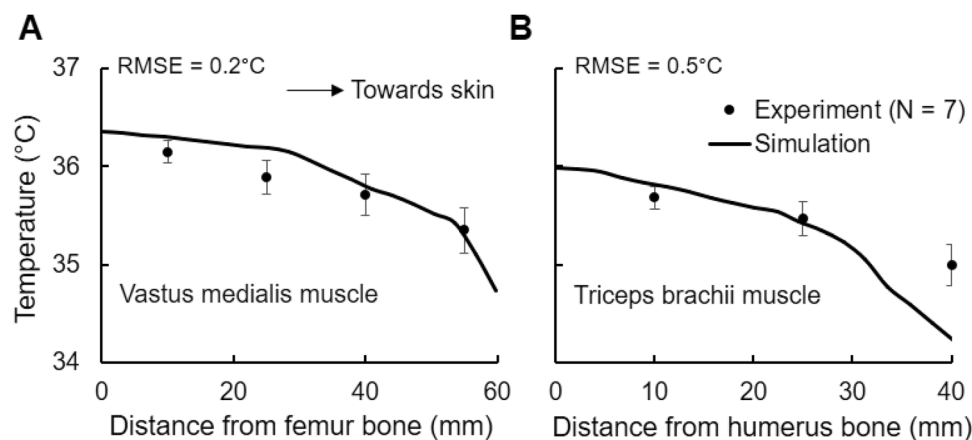 A
B
37
36
35
34
Temperature (°C)
RMSE = 0.2°C
Towards skin
Vastus medialis muscle
0
20
40
60
Distance from femur bone (mm)
RMSE = 0.5°C
Experiment (N = 7)
Simulation
Triceps brachii muscle
0
10
20
30
40
Distance from humerus bone (mm)